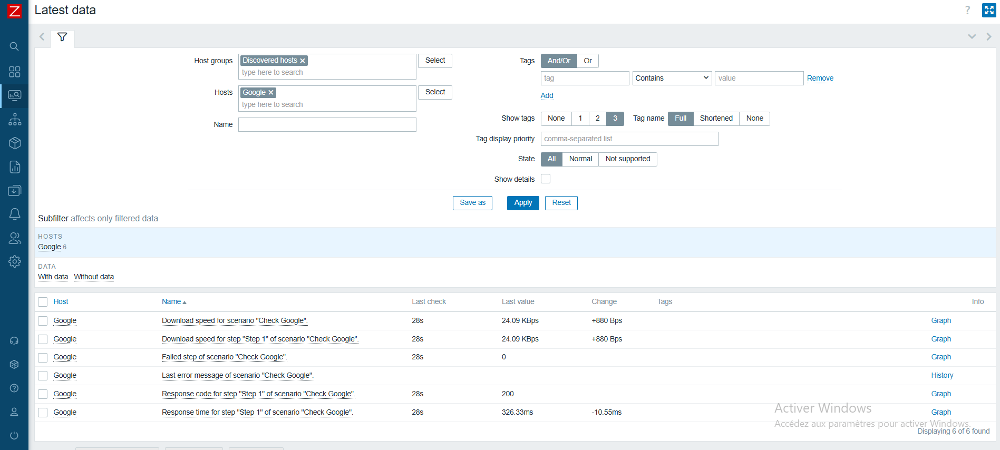 Z
Latest data
?
Host groups
Discovered hosts ×
type here to search
Select
Hosts
Google ×
type here to search
Select
Name
Tags
And/Or
Or
tag
Contains
value
Remove
Add
Show tags
None
1
2
3
Tag name
Full
Shortened
None
Tag display priority
comma-separated list
State
All
Normal
Not supported
Show details
Save as
Apply
Reset
Subfilter affects only filtered data
HOSTS
Google 6
DATA
With data Without data
Host Name Last check Last value Change Tags Info
Google Download speed for scenario "Check Google". 28s 24.09 KBps +880 Bps Graph
Google Download speed for step "Step 1" of scenario "Check Google". 28s 24.09 KBps +880 Bps Graph
Google Failed step of scenario "Check Google". 28s 0 Graph
Google Last error message of scenario "Check Google". History
Google Response code for step "Step 1" of scenario "Check Google". 28s 200 Graph
Google Response time for step "Step 1" of scenario "Check Google". 28s 326.33ms -10.55ms Graph
Activer Windows
Accédez aux paramètres pour activer Windows.
Displaying 6 of 6 found